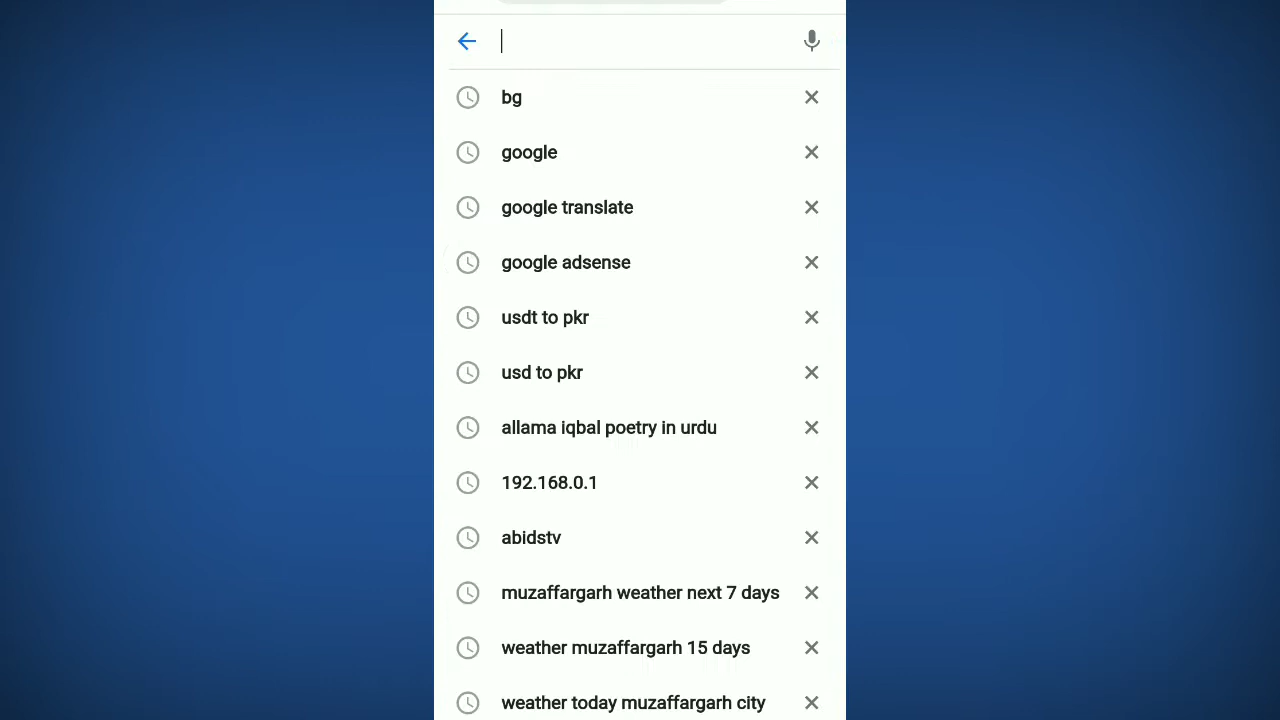 bg
google
google translate
google adsense
usdt to pkr
usd to pkr
allama iqbal poetry in urdu
192.168.0.1
abidstv
muzaffargarh weather next 7 days
weather muzaffargarh 15 days
weather today muzaffargarh city